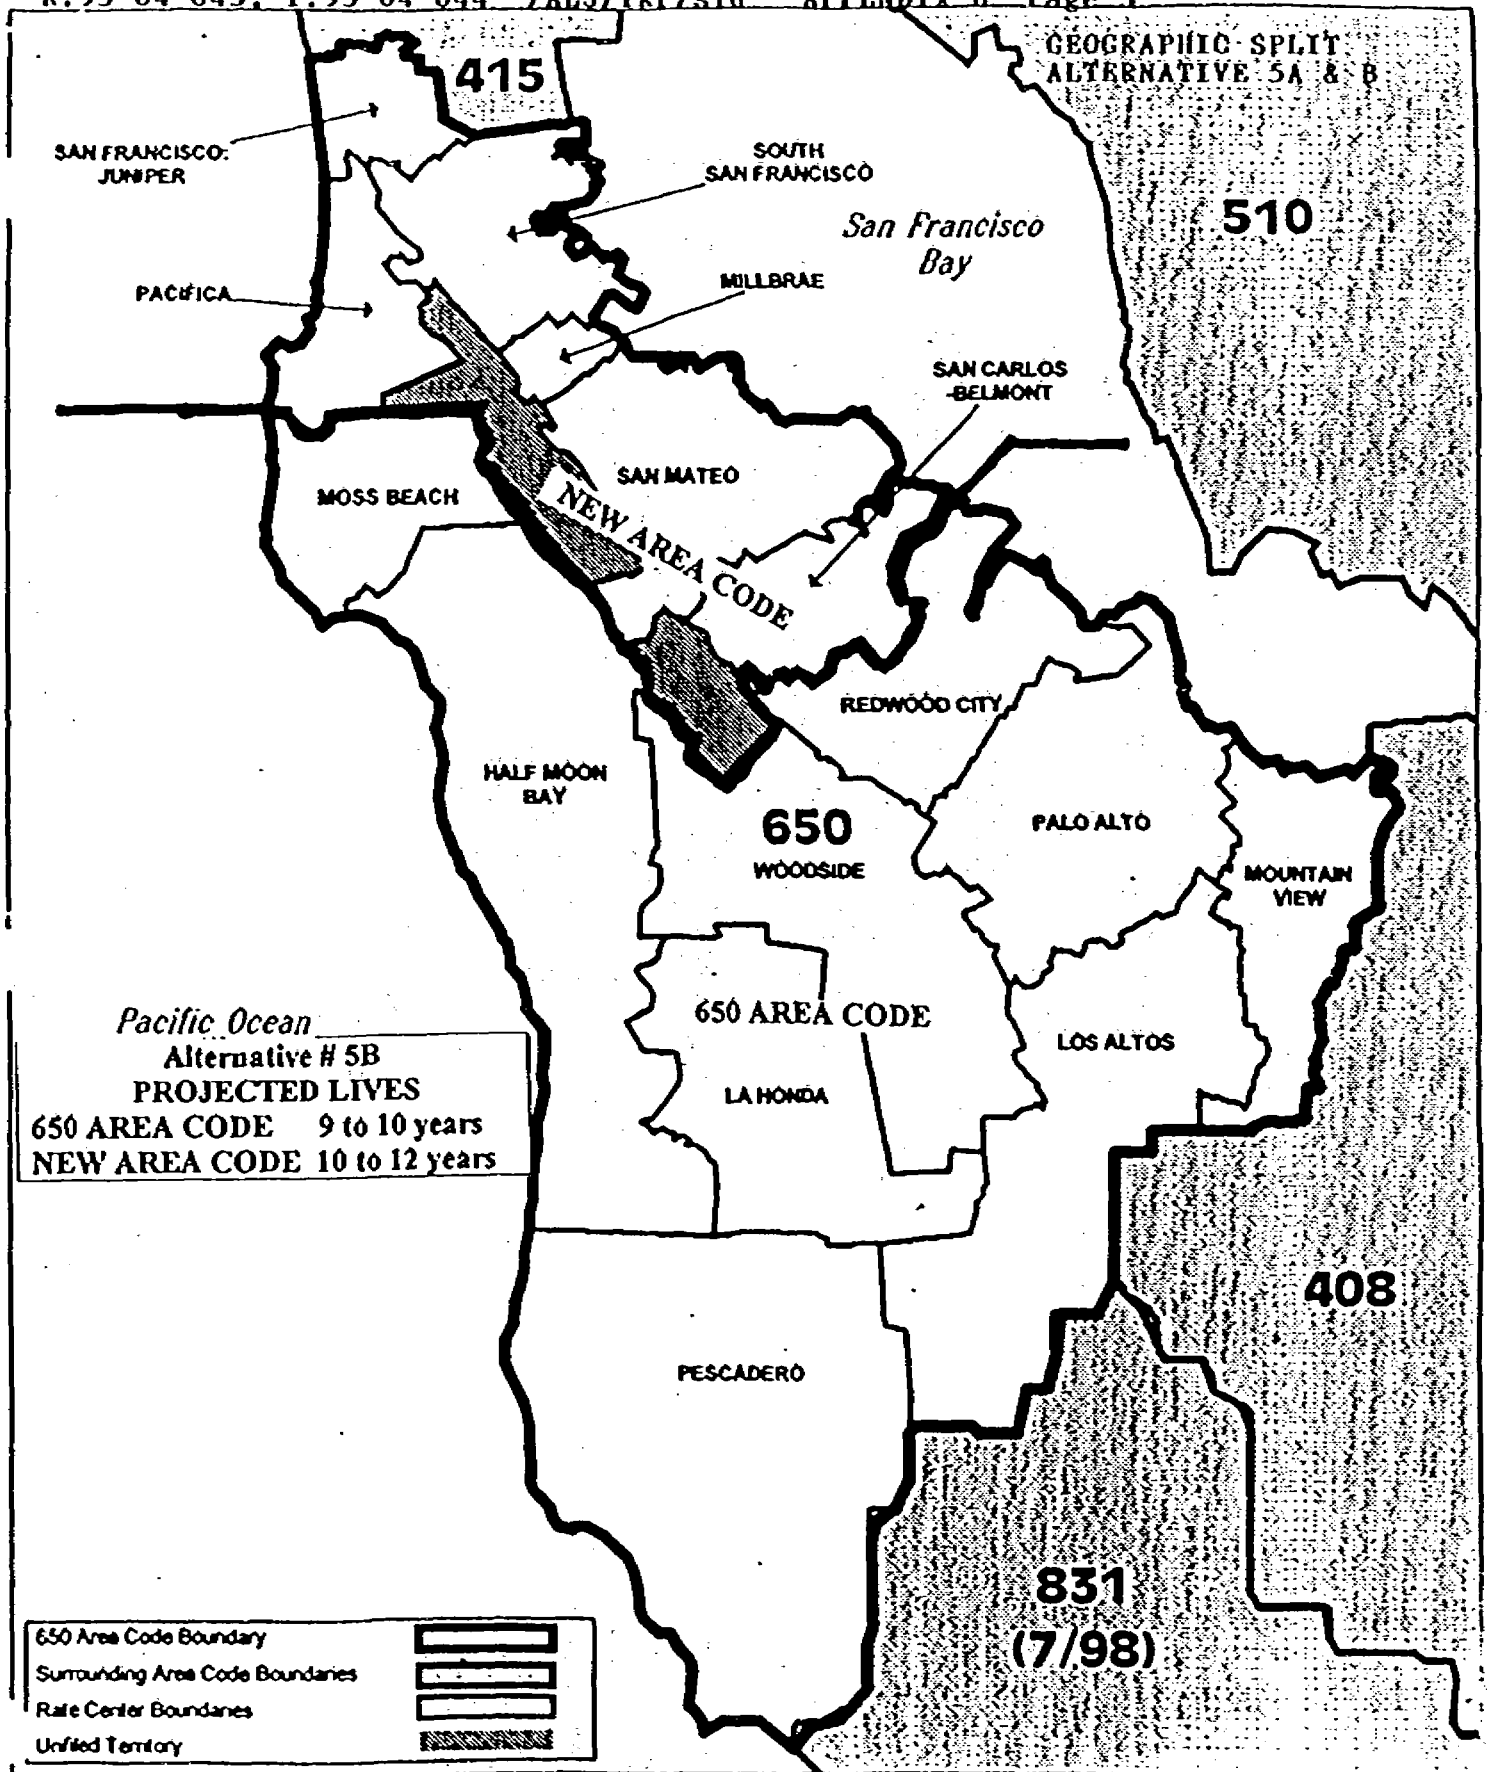 GEOGRAPHIC SPLIT
ALTERNATIVE 5A & B
415
SAN FRANCISCO:
JUNIPER
SOUTH
SAN FRANCISCO
510
San Francisco
Bay
PACIFICA
MILLBRAE
SAN CARLOS
-BELMONT
SAN MATEO
MOSS BEACH
NEW AREA CODE
REDWOOD CITY
HALF MOON
BAY
650
WOODSIDE
PALO ALTO
MOUNTAIN
VIEW
Pacific Ocean
650 AREA CODE
LOS ALTOS
Alternative # 5B
PROJECTED LIVES
650 AREA CODE 9 to 10 years
NEW AREA CODE 10 to 12 years
LA HONDA
408
PESCADERO
831
(7/98)
650 Area Code Boundary
Surrounding Area Code Boundaries
Rate Center Boundaries
Unfiled Territory